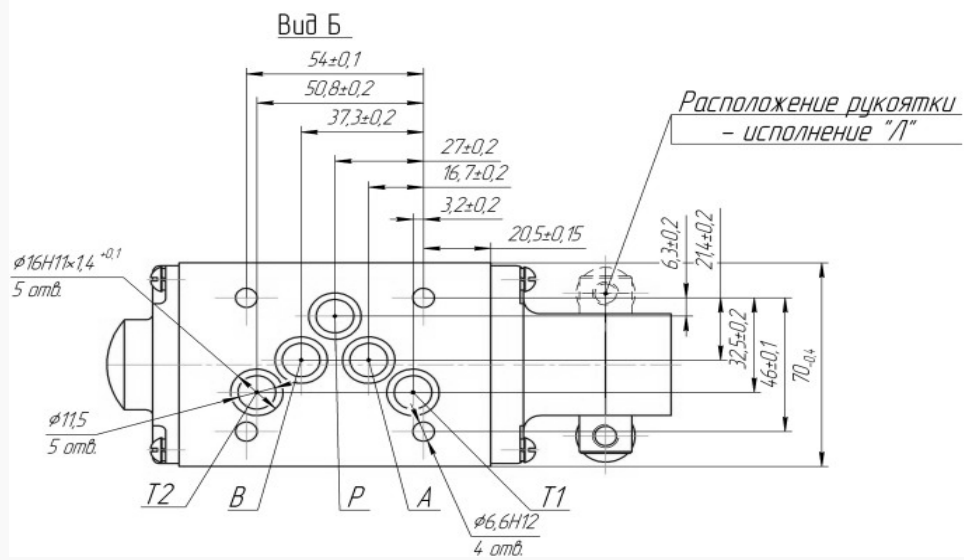 Вид Б
54±0,1
50,8±0,2
37,3±0,2
27±0,2
16,7±0,2
3,2±0,2
20,5±0,15
Расположение рукоятки
- исполнение "Л"
6,3±0,2
21,4±0,2
32,5±0,2
46±0,1
70-0,4
⌀16H11×1,4 +0,1
5 отв.
⌀11,5
5 отв.
T2
B
P
A
T1
⌀6,6H12
4 отв.